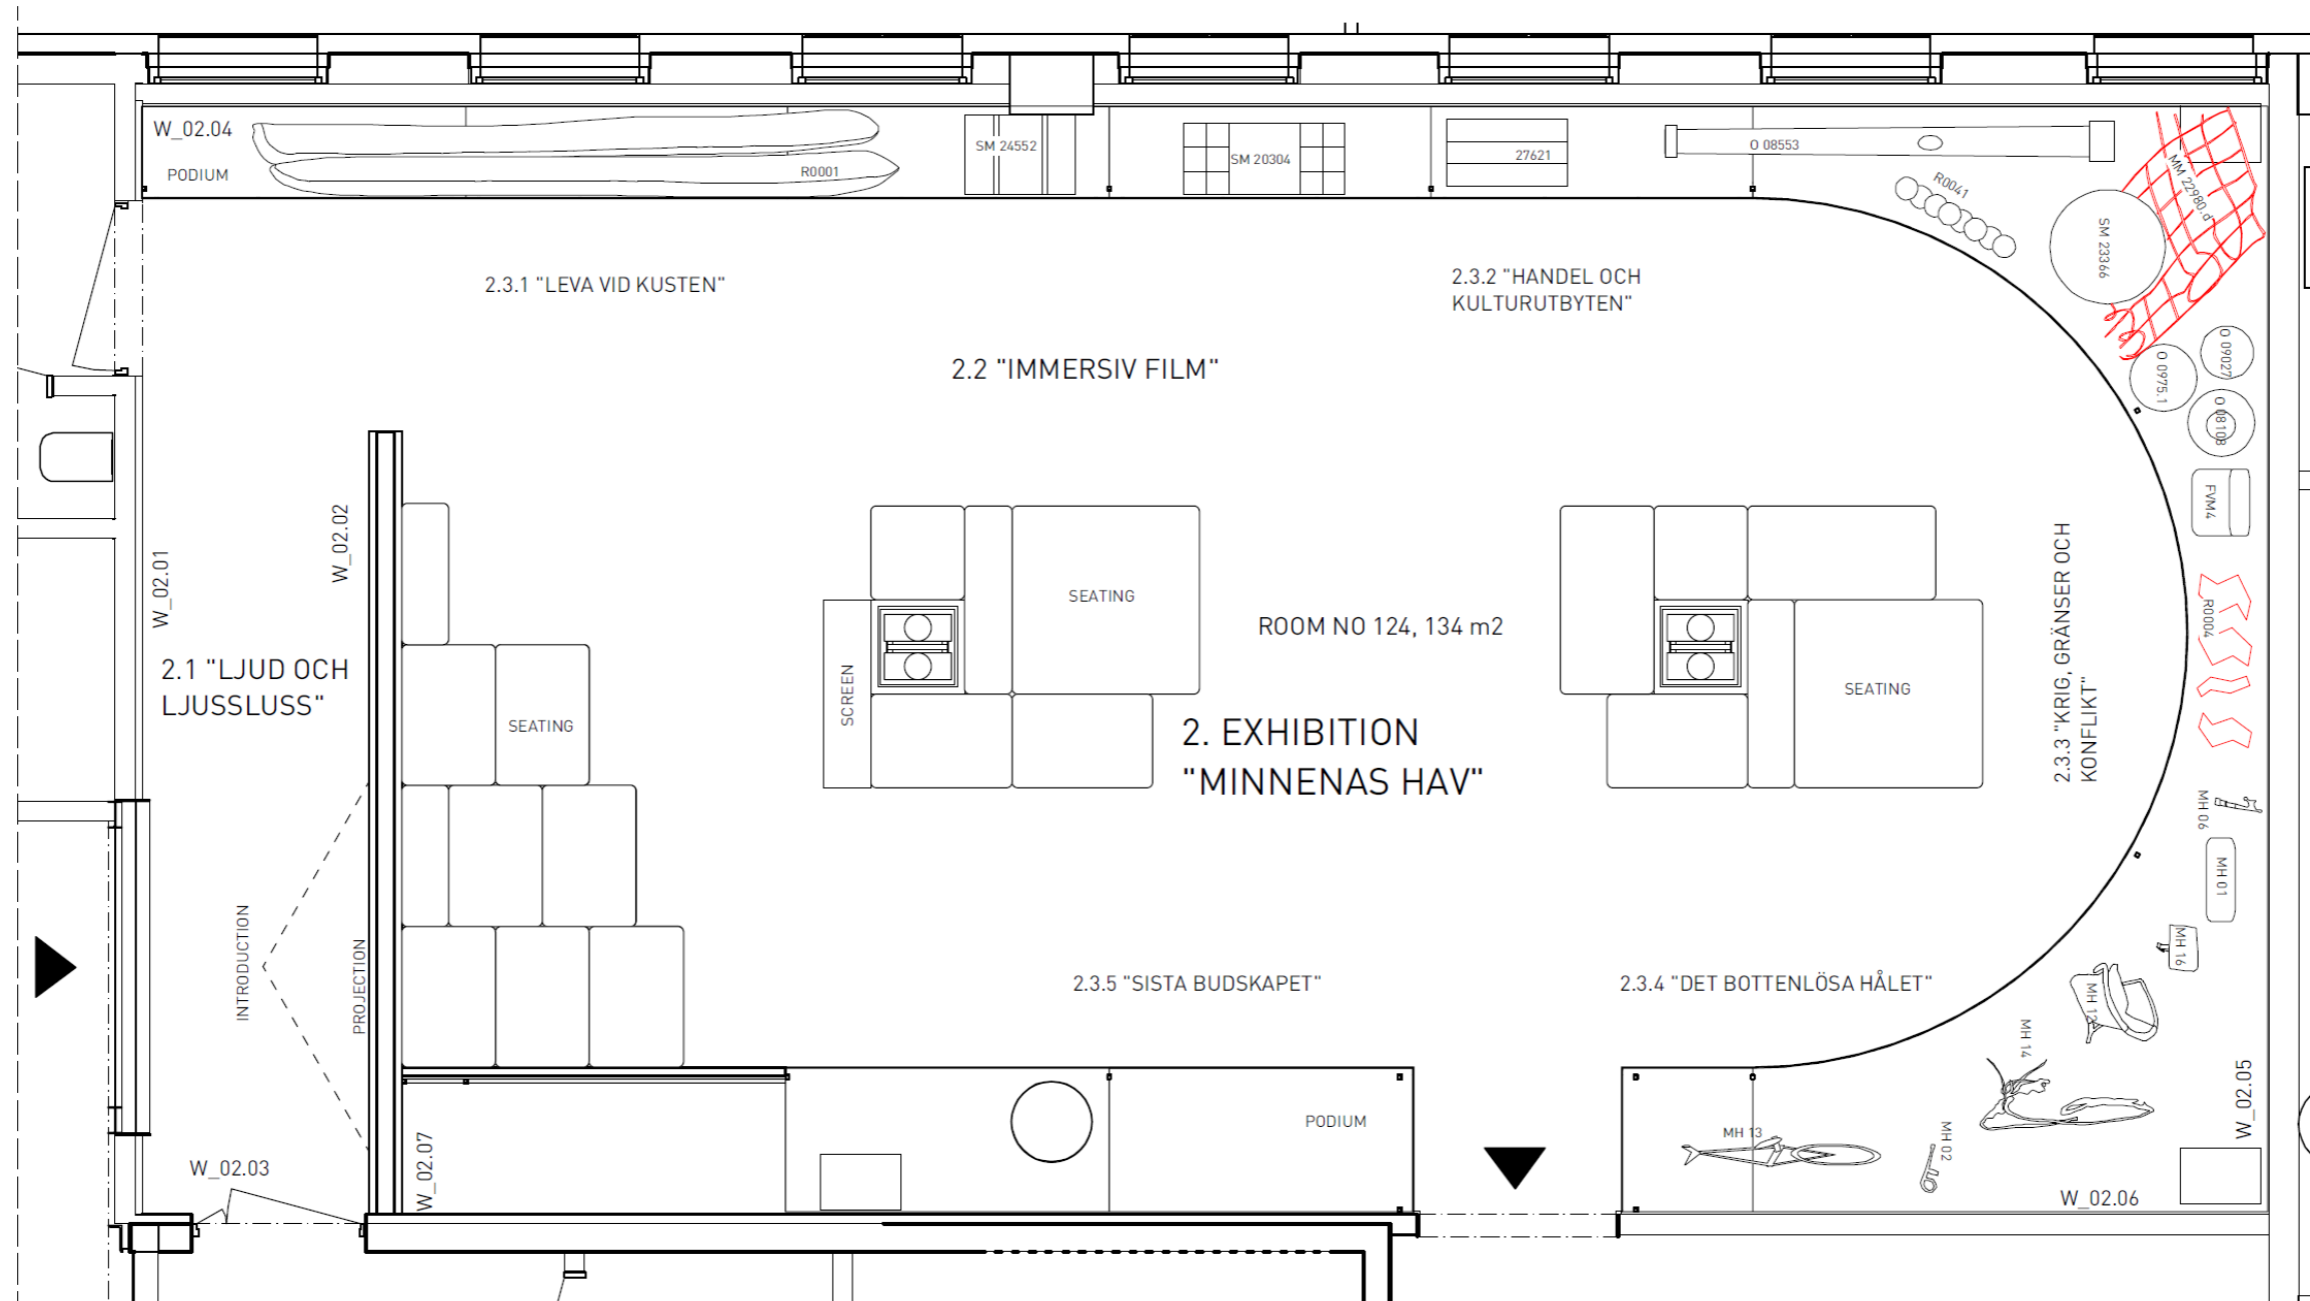 W_02.04
PODIUM
R0001
SM 24552
SM 20304
27621
O 08553
R0041
MM 22980.d
SM 23366
2.3.1 "LEVA VID KUSTEN"
2.3.2 "HANDEL OCH
KULTURUTBYTEN"
2.2 "IMMERSIV FILM"
O 09027
O 0975.1
O 08108
FVM4
W_02.01
W_02.02
2.1 "LJUD OCH
LJUSSLUSS"
SEATING
SCREEN
SEATING
ROOM NO 124, 134 m2
SEATING
2. EXHIBITION
"MINNENAS HAV"
2.3.3 "KRIG, GRÄNSER OCH
KONFLIKT"
R0004
MH 06
MH 01
MH 16
MH 12
MH 14
INTRODUCTION
PROJECTION
2.3.5 "SISTA BUDSKAPET"
2.3.4 "DET BOTTENLÖSA HÅLET"
W_02.03
W_02.07
PODIUM
MH 13
MH 02
W_02.05
W_02.06